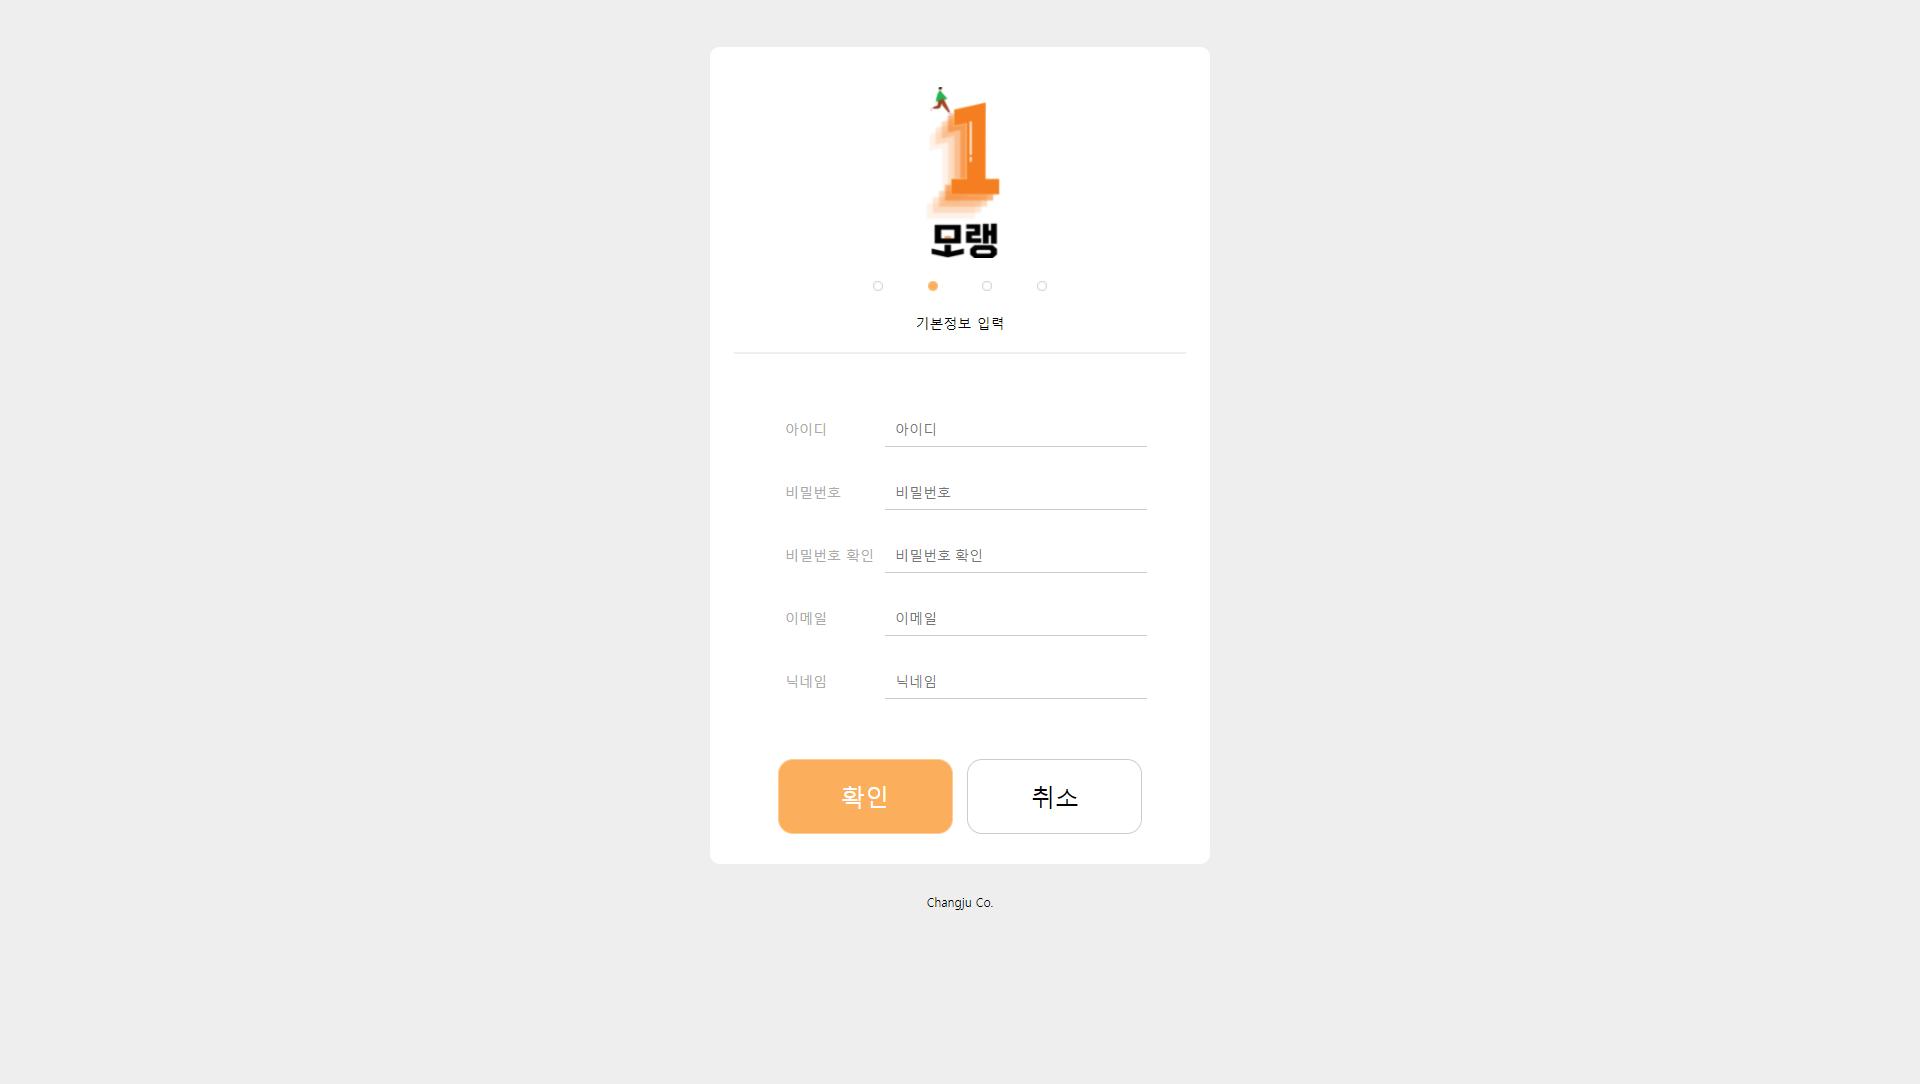 1
모랭
기본정보 입력
아이디 아이디
비밀번호 비밀번호
비밀번호 확인 비밀번호 확인
이메일 이메일
닉네임 닉네임
확인 취소
Changju Co.